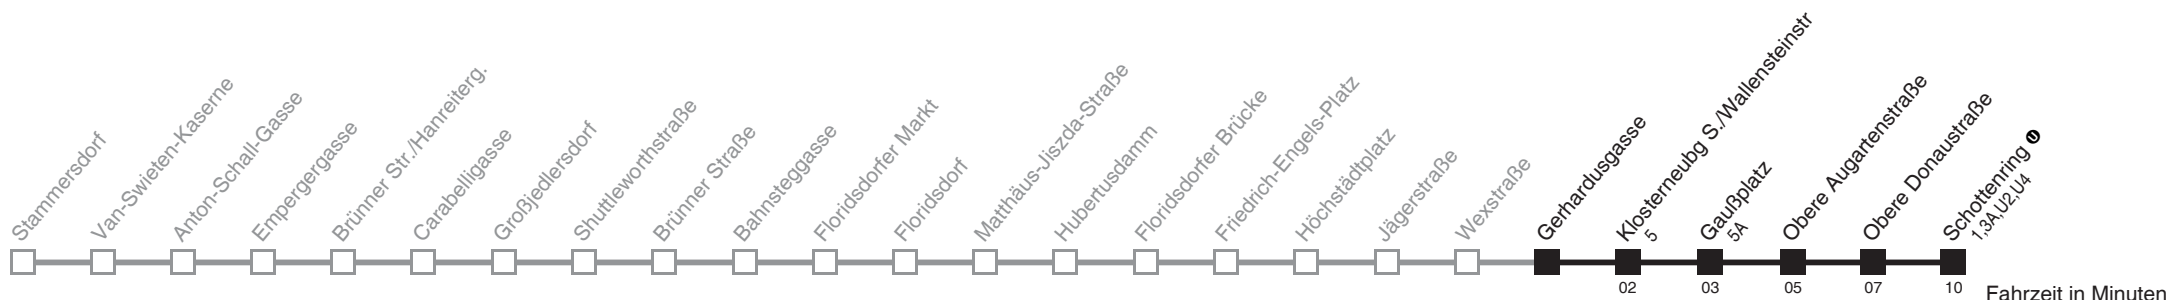 Stammersdorf
Van-Swieten-Kaserne
Anton-Schall-Gasse
Empergergasse
Brünner Str./Hanreiterg.
Carabelligasse
Großjedlersdorf
Shuttleworthstraße
Brünner Straße
Bahnsteggasse
Floridsdorfer Markt
Floridsdorf
Matthäus-Jiszda-Straße
Hubertusdamm
Floridsdorfer Brücke
Friedrich-Engels-Platz
Höchstädtplatz
Jägerstraße
Wexstraße
Gerhardusgasse
Klosterneubg S./Wallensteinstr
5
Gaußplatz
5A
Obere Augartenstraße
Obere Donaustraße
Schottenring U
1,3A,U2,U4
02 03 05 07 10 Fahrzeit in Minuten